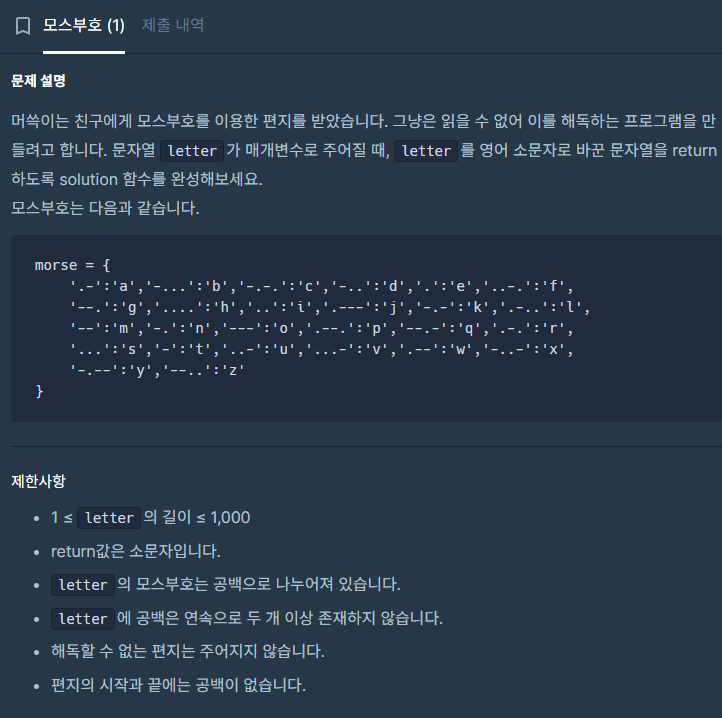 모스부호 (1) 제출 내역
문제 설명
머쓱이는 친구에게 모스부호를 이용한 편지를 받았습니다. 그냥은 읽을 수 없어 이를 해독하는 프로그램을 만
들려고 합니다. 문자열 letter 가 매개변수로 주어질 때, letter 를 영어 소문자로 바꾼 문자열을 return
하도록 solution 함수를 완성해보세요.
모스부호는 다음과 같습니다.
morse = {
'.-':'a','-...':'b','-.-.':'c','-..':'d','.':'e','..-.':'f',
'--.':'g','....':'h','..':'i','.---':'j','-.-':'k','.-..':'l',
'--':'m','-.':'n','---':'o','.--.':'p','--.-':'q','.-.':'r',
'...':'s','-':'t','..-':'u','...-':'v','.--':'w','-..-':'x',
'-.--':'y','--..':'z'
}
제한사항
• 1 ≤ letter 의 길이 ≤ 1,000
• return값은 소문자입니다.
• letter 의 모스부호는 공백으로 나누어져 있습니다.
• letter 에 공백은 연속으로 두 개 이상 존재하지 않습니다.
• 해독할 수 없는 편지는 주어지지 않습니다.
• 편지의 시작과 끝에는 공백이 없습니다.